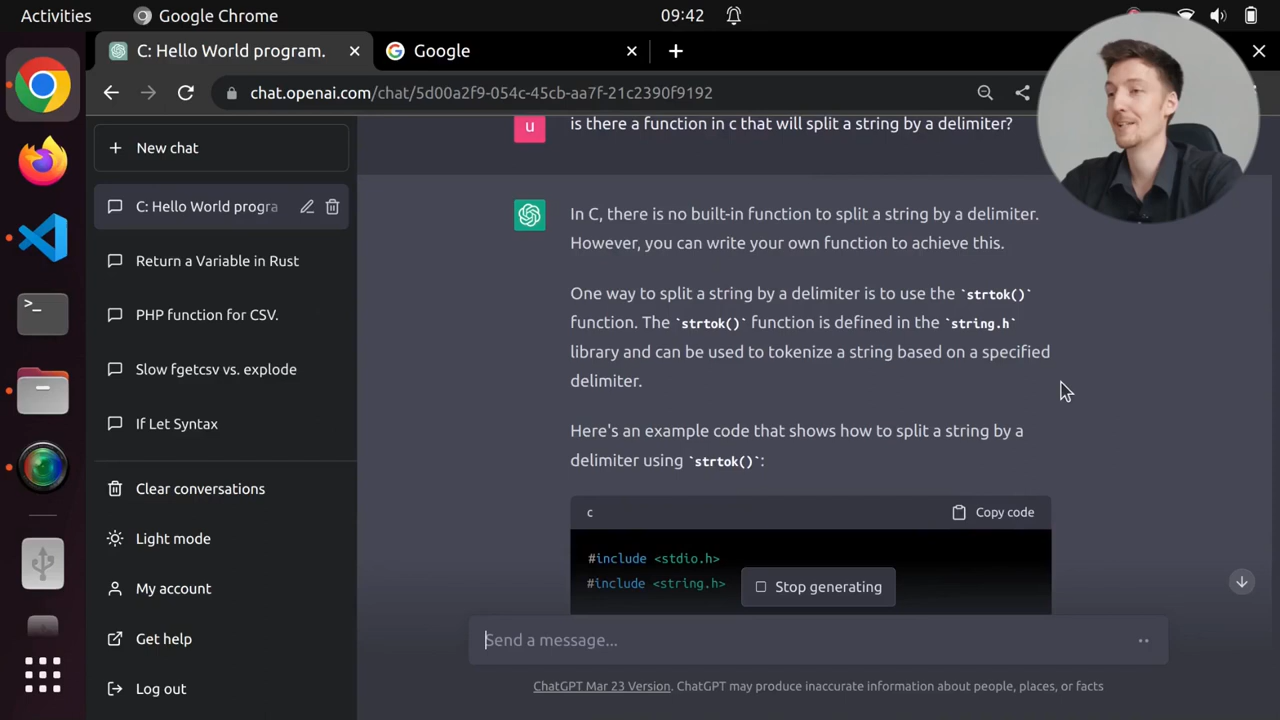 Activities
Google Chrome
09:42
C: Hello World program.
Google
chat.openai.com/chat/5d00a2f9-054c-45cb-aa7f-21c2390f9192
New chat
C: Hello World progra
Return a Variable in Rust
PHP function for CSV.
Slow fgetcsv vs. explode
If Let Syntax
Clear conversations
Light mode
My account
Get help
Log out
U
is there a function in c that will split a string by a delimiter?
In C, there is no built-in function to split a string by a delimiter.
However, you can write your own function to achieve this.
One way to split a string by a delimiter is to use the `strtok()`
function. The `strtok()` function is defined in the `string.h`
library and can be used to tokenize a string based on a specified
delimiter.
Here's an example code that shows how to split a string by a
delimiter using `strtok()`:
c
Copy code
#include <stdio.h>
#include <string.h>
Stop generating
Send a message...
ChatGPT Mar 23 Version. ChatGPT may produce inaccurate information about people, places, or facts